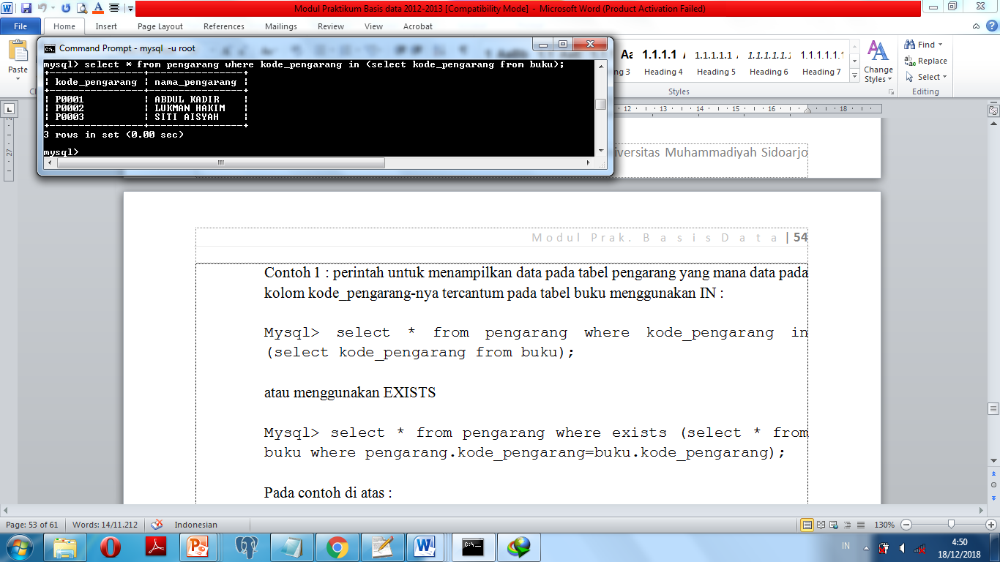 Modul Praktikum Basis data 2012-2013 [Compatibility Mode] - Microsoft Word (Product Activation Failed)
File Home Insert Page Layout References Mailings Review View Acrobat
Paste
Command Prompt - mysql -u root
mysql> select * from pengarang where kode_pengarang in (select kode_pengarang from buku);
+----------------+----------------+
| kode_pengarang | nama_pengarang |
+----------------+----------------+
| P0001 | ABDUL KADIR |
| P0002 | LUKMAN HAKIM |
| P0003 | SITI AISYAH |
+----------------+----------------+
3 rows in set (0.00 sec)
mysql>
1.1.1.1 1.1.1.1.1 1.1.1.1.1. 1.1.1.1.1.
Heading 4 Heading 5 Heading 6 Heading 7
Change Styles
Styles
Find
Replace
Select
Editing
12 13 14 15 16 17 18
27
Muhammadiyah Sidoarjo
Modul Prak. Basis Data | 54
Contoh 1 : perintah untuk menampilkan data pada tabel pengarang yang mana data pada
kolom kode_pengarang-nya tercantum pada tabel buku menggunakan IN :
Mysql> select * from pengarang where kode_pengarang in
(select kode_pengarang from buku);
atau menggunakan EXISTS
Mysql> select * from pengarang where exists (select * from
buku where pengarang.kode_pengarang=buku.kode_pengarang);
Pada contoh di atas :
Page: 53 of 61 Words: 14/11.212 Indonesian 130%
IN
4:50
18/12/2018